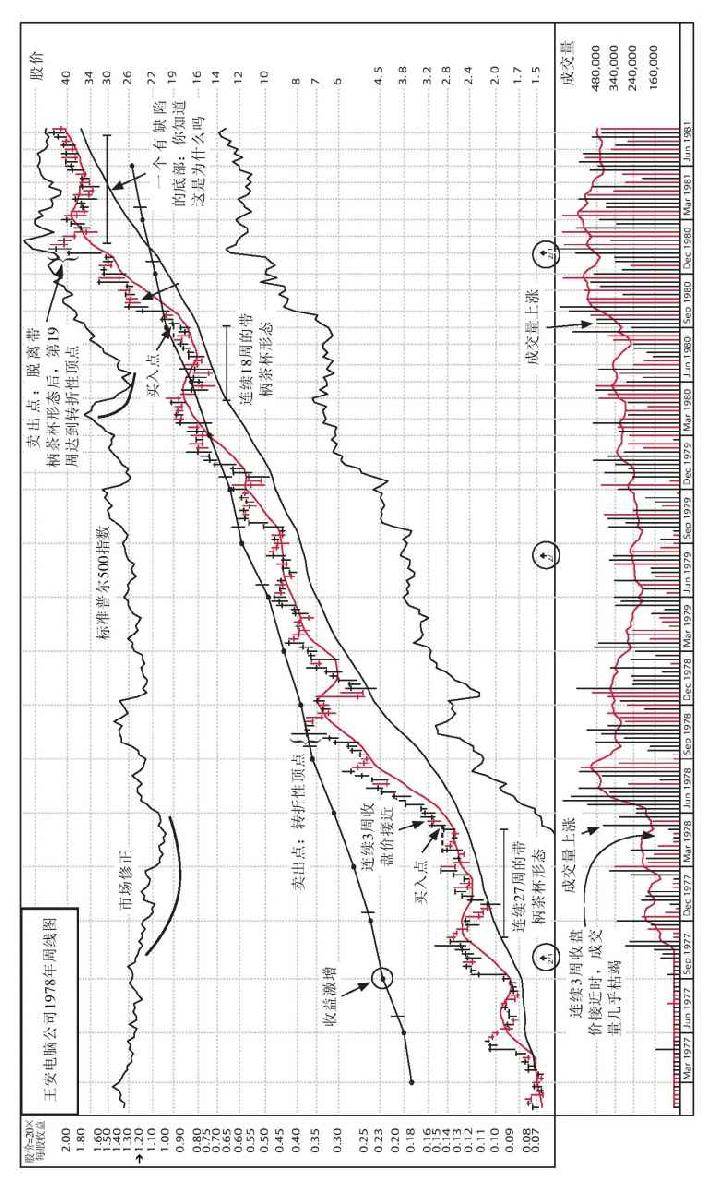 王安电脑公司1978年周线图
股价=20×
每股收益
2.00
1.80
1.60
1.50
1.40
1.30
1.20
1.10
1.00
0.90
0.80
0.75
0.70
0.65
0.60
0.55
0.50
0.45
0.40
0.35
0.30
0.25
0.23
0.20
0.18
0.16
0.15
0.14
0.13
0.12
0.11
0.10
0.09
0.08
0.07
市场修正
标准普尔500指数
卖出点：脱离带
柄茶杯形态后，第19
周达到转折性顶点
股价
40
34
30
26
22
19
16
14
12
10
8
7
5
4.5
3.8
3.2
2.8
2.4
2.0
1.7
1.5
一个有缺陷
的底部：你知道
这是为什么吗
买入点
连续18周的带
柄茶杯形态
卖出点：转折性顶点
连续3周收
盘价接近
买入点
收益激增
连续27周的带
柄茶杯形态
连续3周收盘
价接近时，成交
量几乎枯竭
成交量上涨
成交量上涨
成交量
480,000
340,000
240,000
160,000
Mar 1977
Jun 1977
Sep 1977
Dec 1977
Mar 1978
Jun 1978
Sep 1978
Dec 1978
Mar 1979
Jun 1979
Sep 1979
Dec 1979
Mar 1980
Jun 1980
Sep 1980
Dec 1980
Mar 1981
Jun 1981